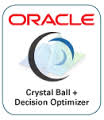 ORACLE
Crystal Ball +
Decision Optimizer